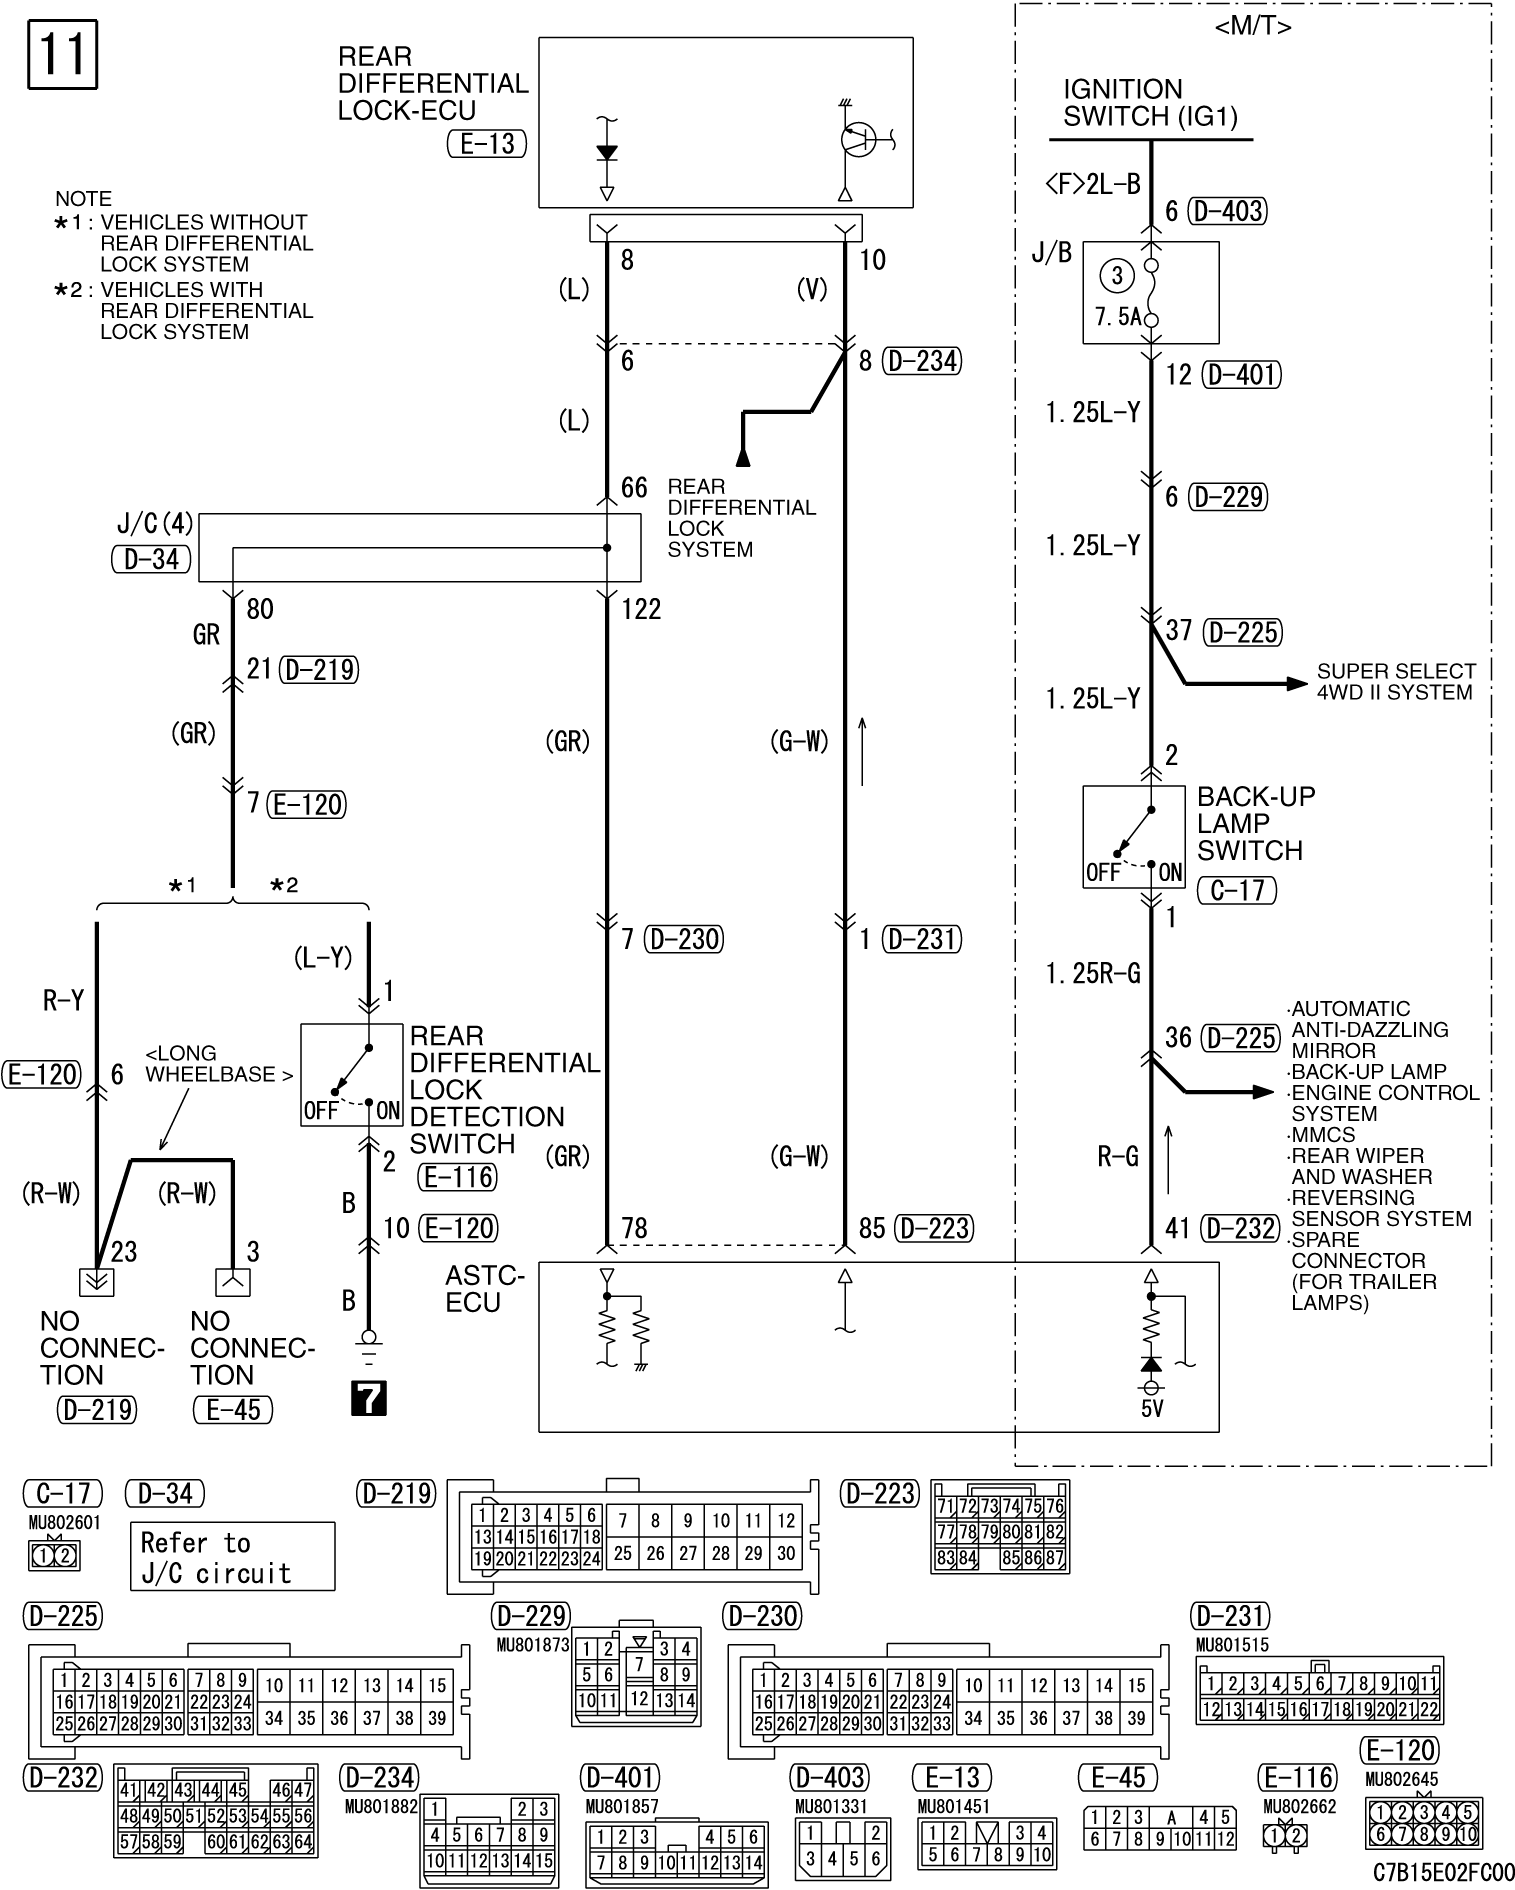 11
<M/T>
REAR
DIFFERENTIAL
LOCK-ECU
E-13
IGNITION
SWITCH (IG1)
<F>2L-B
6 D-403
J/B
3
7.5A
NOTE
*1 : VEHICLES WITHOUT
REAR DIFFERENTIAL
LOCK SYSTEM
*2 : VEHICLES WITH
REAR DIFFERENTIAL
LOCK SYSTEM
8
10
(L)
(V)
6
8 D-234
12 D-401
(L)
1.25L-Y
66
REAR
DIFFERENTIAL
LOCK
SYSTEM
6 D-229
J/C(4)
D-34
1.25L-Y
80
122
GR
37 D-225
21 D-219
SUPER SELECT
4WD II SYSTEM
1.25L-Y
(GR)
(GR)
(G-W)
2
7 E-120
BACK-UP
LAMP
SWITCH
OFF
ON
C-17
*1
*2
1
7 D-230
1 D-231
(L-Y)
R-Y
1
1.25R-G
E-120
6
<LONG
WHEELBASE >
REAR
DIFFERENTIAL
LOCK
DETECTION
SWITCH
OFF
ON
E-116
36 D-225
·AUTOMATIC
ANTI-DAZZLING
MIRROR
·BACK-UP LAMP
·ENGINE CONTROL
SYSTEM
·MMCS
·REAR WIPER
AND WASHER
·REVERSING
SENSOR SYSTEM
·SPARE
CONNECTOR
(FOR TRAILER
LAMPS)
2
(GR)
(G-W)
R-G
(R-W)
(R-W)
B
10 E-120
78
85 D-223
41 D-232
23
3
ASTC-
ECU
B
NO
CONNEC-
TION
D-219
NO
CONNEC-
TION
E-45
7
5V
C-17
MU802601
1 2
D-34
Refer to
J/C circuit
D-219
1 2 3 4 5 6 7 8 9 10 11 12
13 14 15 16 17 18
19 20 21 22 23 24 25 26 27 28 29 30
D-223
71 72 73 74 75 76
77 78 79 80 81 82
83 84 85 86 87
D-225
1 2 3 4 5 6 7 8 9 10 11 12 13 14 15
16 17 18 19 20 21 22 23 24
25 26 27 28 29 30 31 32 33 34 35 36 37 38 39
D-229
MU801873
1 2 3 4
5 6 7 8 9
10 11 12 13 14
D-230
1 2 3 4 5 6 7 8 9 10 11 12 13 14 15
16 17 18 19 20 21 22 23 24
25 26 27 28 29 30 31 32 33 34 35 36 37 38 39
D-231
MU801515
1 2 3 4 5 6 7 8 9 10 11
12 13 14 15 16 17 18 19 20 21 22
D-232
41 42 43 44 45 46 47
48 49 50 51 52 53 54 55 56
57 58 59 60 61 62 63 64
D-234
MU801882
1 2 3
4 5 6 7 8 9
10 11 12 13 14 15
D-401
MU801857
1 2 3 4 5 6
7 8 9 10 11 12 13 14
D-403
MU801331
1 2
3 4 5 6
E-13
MU801451
1 2 3 4
5 6 7 8 9 10
E-45
1 2 3 A 4 5
6 7 8 9 10 11 12
E-116
MU802662
1 2
E-120
MU802645
1 2 3 4 5
6 7 8 9 10
C7B15E02FC00